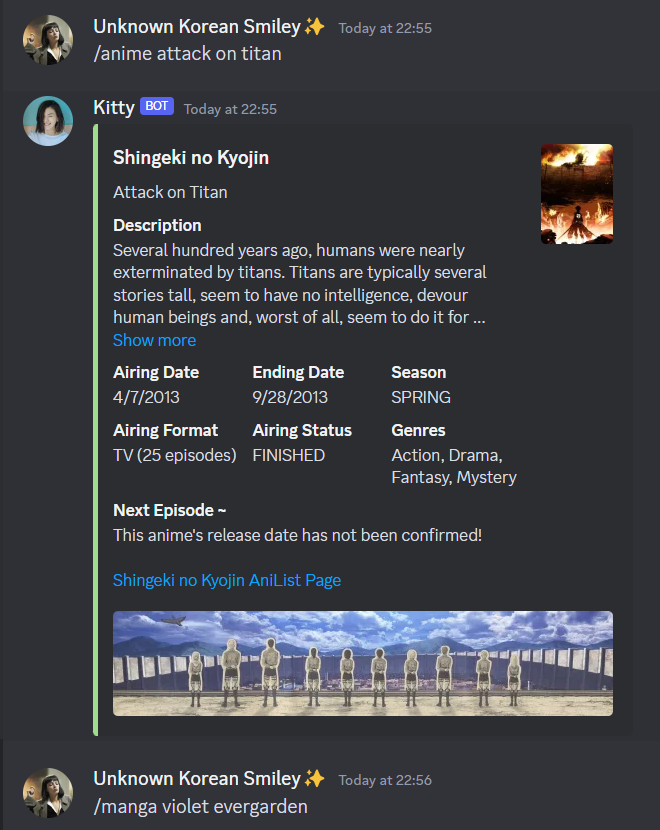 Unknown Korean Smiley✨ Today at 22:55
/anime attack on titan
Kitty BOT Today at 22:55
Shingeki no Kyojin
Attack on Titan
Description
Several hundred years ago, humans were nearly
exterminated by titans. Titans are typically several
stories tall, seem to have no intelligence, devour
human beings and, worst of all, seem to do it for ...
Show more
Airing Date Ending Date Season
4/7/2013 9/28/2013 SPRING
Airing Format Airing Status Genres
TV (25 episodes) FINISHED Action, Drama,
Fantasy, Mystery
Next Episode ~
This anime's release date has not been confirmed!
Shingeki no Kyojin AniList Page
Unknown Korean Smiley✨ Today at 22:56
/manga violet evergarden